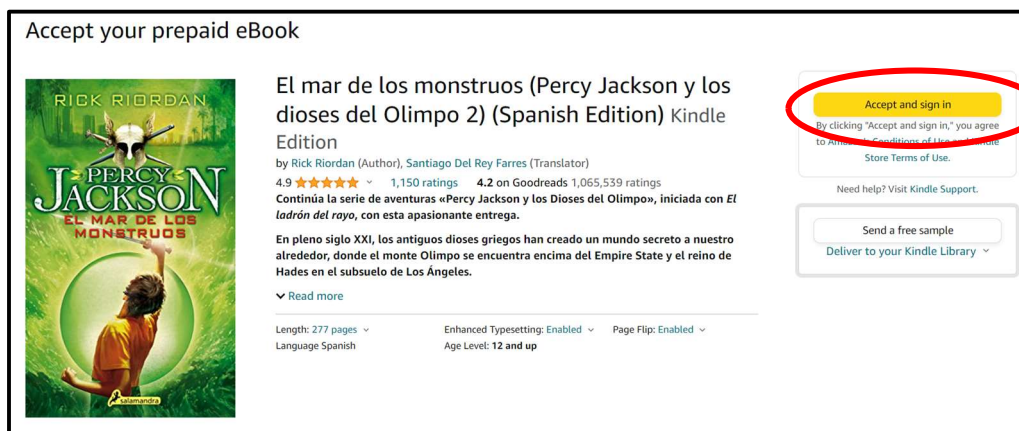 Accept your prepaid eBook
RICK RIORDAN
PERCY
JACKSON
EL MAR DE LOS
MONSTRUOS
salamandra
El mar de los monstruos (Percy Jackson y los
dioses del Olimpo 2) (Spanish Edition) Kindle
Edition
by Rick Riordan (Author), Santiago Del Rey Farres (Translator)
4.9 1,150 ratings 4.2 on Goodreads 1,065,539 ratings
Continúa la serie de aventuras «Percy Jackson y los Dioses del Olimpo», iniciada con El
ladrón del rayo, con esta apasionante entrega.
En pleno siglo XXI, los antiguos dioses griegos han creado un mundo secreto a nuestro
alrededor, donde el monte Olimpo se encuentra encima del Empire State y el reino de
Hades en el subsuelo de Los Ángeles.
Read more
Length: 277 pages Enhanced Typesetting: Enabled Page Flip: Enabled
Language Spanish Age Level: 12 and up
Accept and sign in
By clicking "Accept and sign in," you agree
to Amazon's Conditions of Use and Kindle
Store Terms of Use.
Need help? Visit Kindle Support.
Send a free sample
Deliver to your Kindle Library